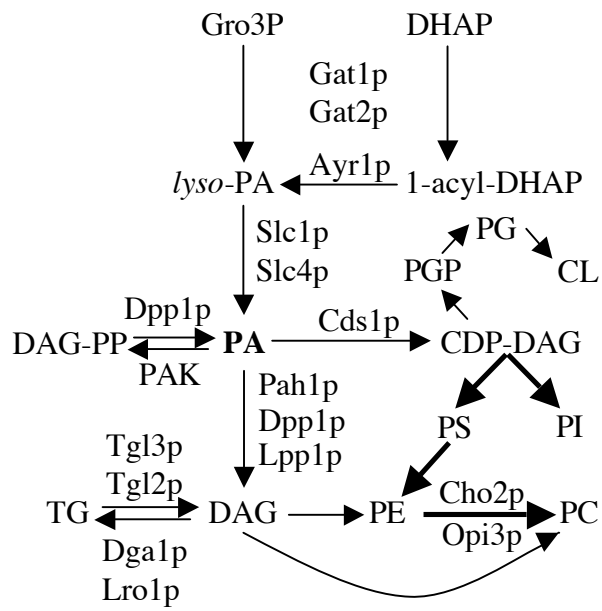 Gro3P DHAP
Gat1p
Gat2p
Ayr1p
lyso-PA 1-acyl-DHAP
PG
Slc1p
Slc4p
PGP CL
Dpp1p
Cds1p
DAG-PP PA CDP-DAG
PAK
Pah1p
Dpp1p
Lpp1p
PS PI
Tgl3p
Tgl2p
Cho2p
TG DAG PE PC
Opi3p
Dga1p
Lro1p